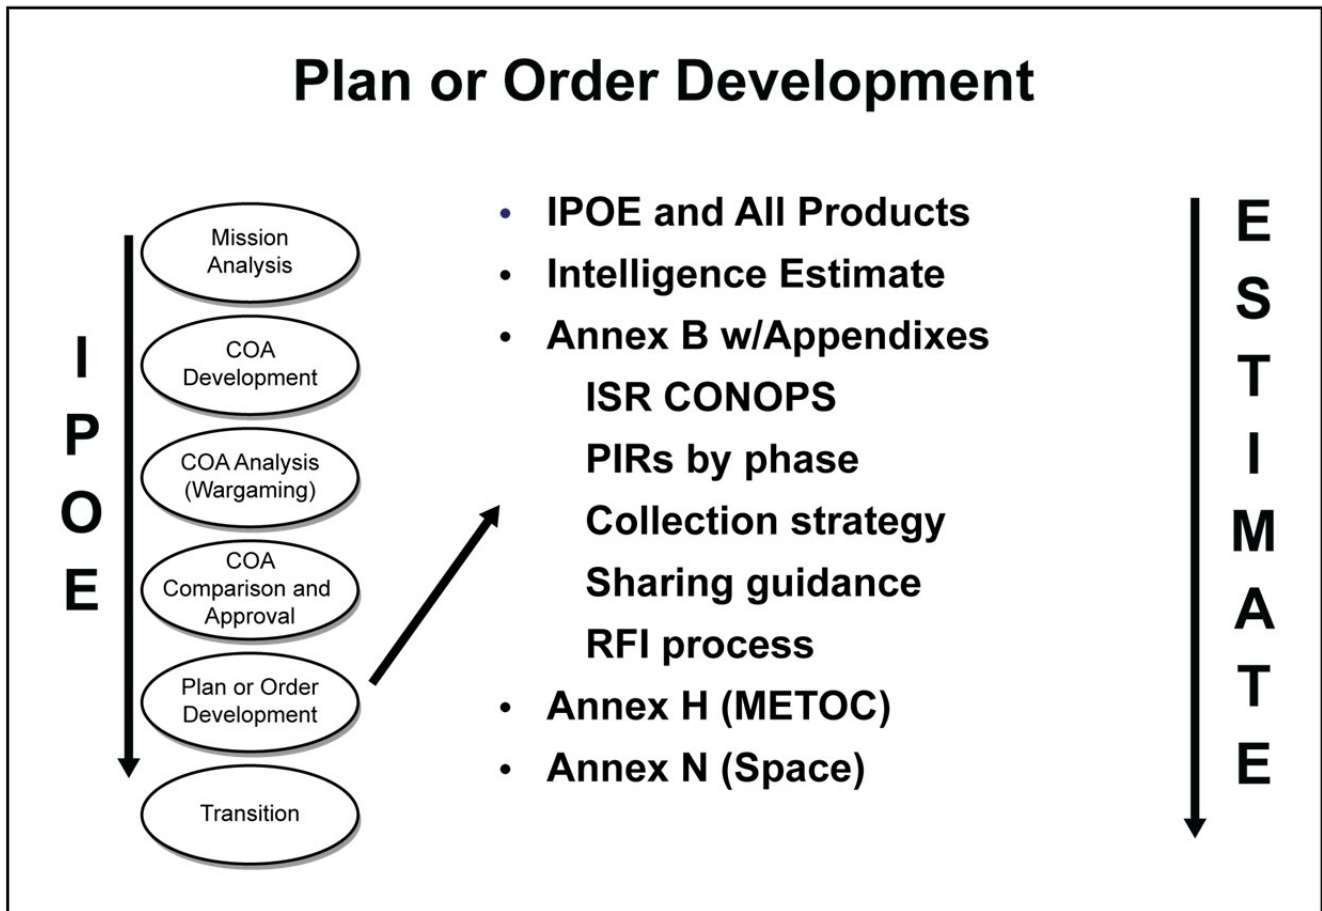 Plan or Order Development
I
P
O
E
Mission
Analysis
COA
Development
COA Analysis
(Wargaming)
COA
Comparison and
Approval
Plan or Order
Development
Transition
• IPOE and All Products
• Intelligence Estimate
• Annex B w/Appendixes
ISR CONOPS
PIRs by phase
Collection strategy
Sharing guidance
RFI process
• Annex H (METOC)
• Annex N (Space)
E
S
T
I
M
A
T
E